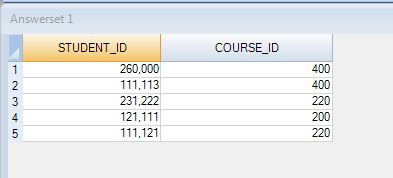 Answerset 1
STUDENT_ID COURSE_ID
1 260,000 400
2 111,113 400
3 231,222 220
4 121,111 200
5 111,121 220